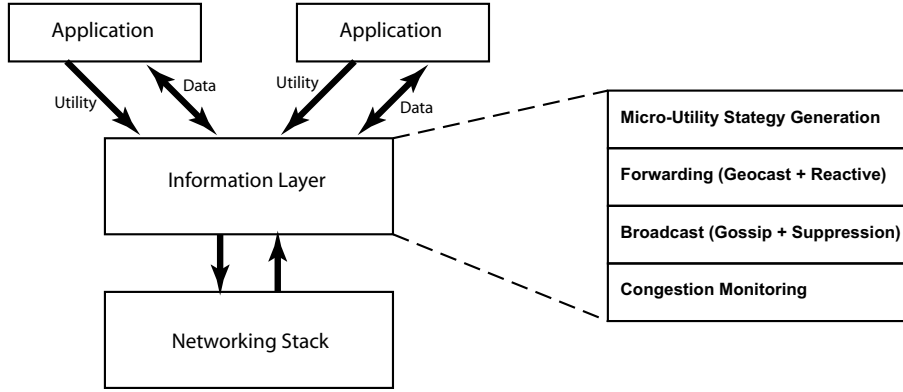 Application
Application
Utility
Data
Utility
Data
Information Layer
Networking Stack
Micro-Utility Stategy Generation
Forwarding (Geocast + Reactive)
Broadcast (Gossip + Suppression)
Congestion Monitoring